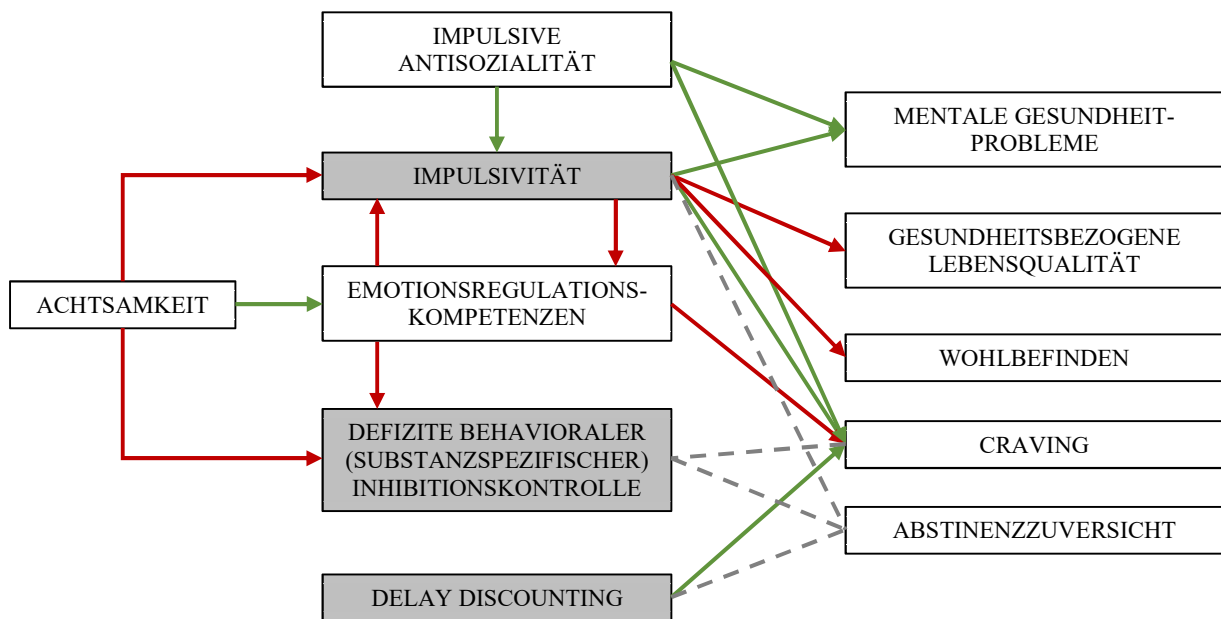 IMPULSIVE
ANTISOZIALITÄT
MENTALE GESUNDHEIT-
PROBLEME
IMPULSIVITÄT
GESUNDHEITSBEZOGENE
LEBENSQUALITÄT
ACHTSAMKEIT
EMOTIONSREGULATIONS-
KOMPETENZEN
WOHLBEFINDEN
DEFIZITE BEHAVIORALER
(SUBSTANZSPEZIFISCHER)
INHIBITIONSKONTROLLE
CRAVING
ABSTINENZZUVERSICHT
DELAY DISCOUNTING